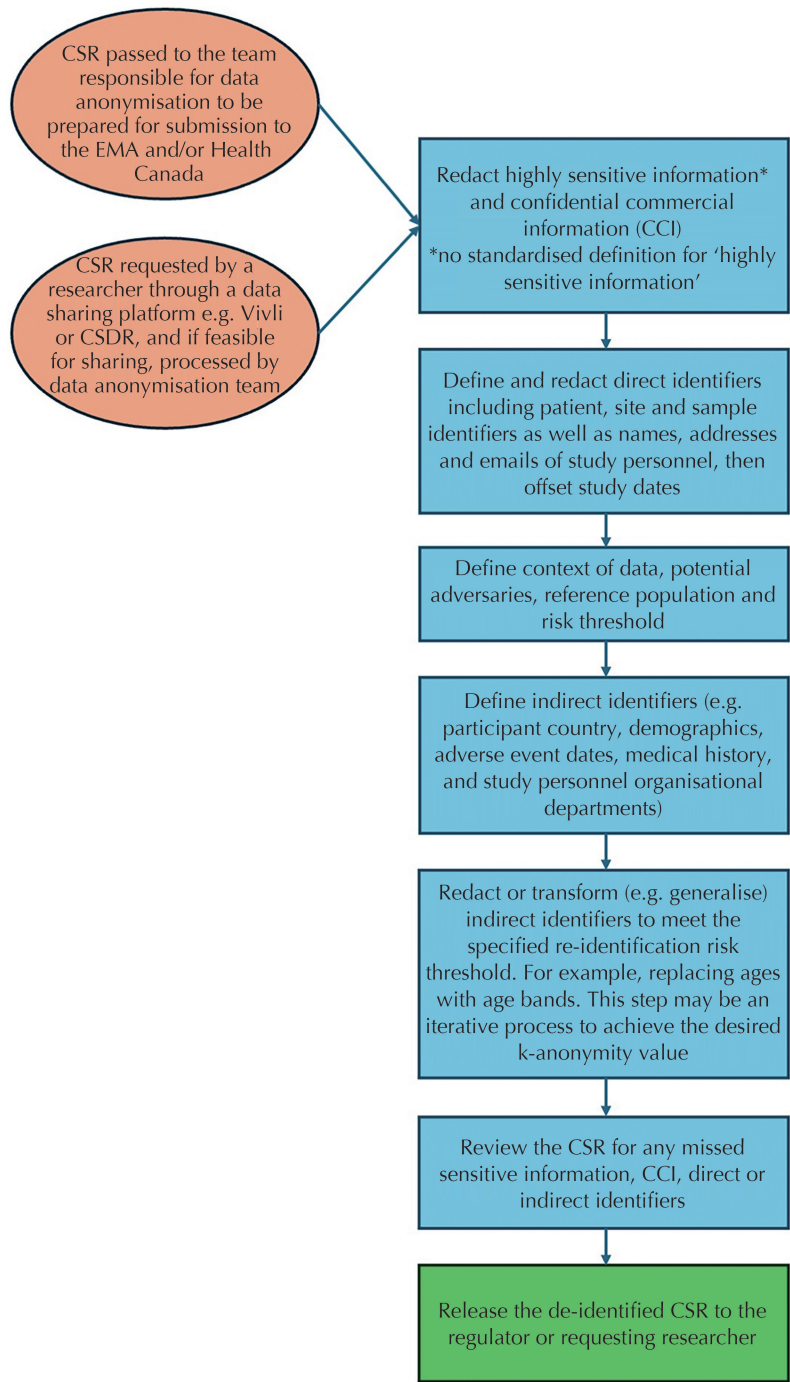 CSR passed to the team
responsible for data
anonymisation to be
prepared for submission to
the EMA and/or Health
Canada
CSR requested by a
researcher through a data
sharing platform e.g. Vivli
or CSDR, and if feasible
for sharing, processed by
data anonymisation team
Redact highly sensitive information*
and confidential commercial
information (CCI)
*no standardised definition for ‘highly
sensitive information’
Define and redact direct identifiers
including patient, site and sample
identifiers as well as names, addresses
and emails of study personnel, then
offset study dates
Define context of data, potential
adversaries, reference population and
risk threshold
Define indirect identifiers (e.g.
participant country, demographics,
adverse event dates, medical history,
and study personnel organisational
departments)
Redact or transform (e.g. generalise)
indirect identifiers to meet the
specified re-identification risk
threshold. For example, replacing ages
with age bands. This step may be an
iterative process to achieve the desired
k-anonymity value
Review the CSR for any missed
sensitive information, CCI, direct or
indirect identifiers
Release the de-identified CSR to the
regulator or requesting researcher